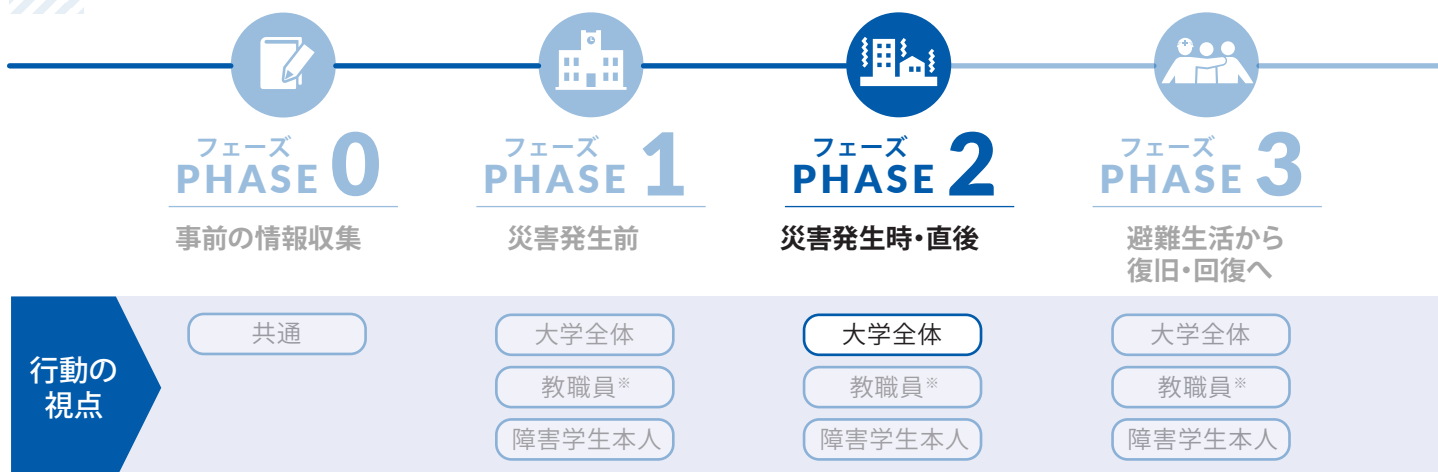 フェーズ
PHASE 0
事前の情報収集
フェーズ
PHASE 1
災害発生前
フェーズ
PHASE 2
災害発生時・直後
フェーズ
PHASE 3
避難生活から
復旧・回復へ
行動の
視点
共通
大学全体
教職員※
障害学生本人
大学全体
教職員※
障害学生本人
大学全体
教職員※
障害学生本人